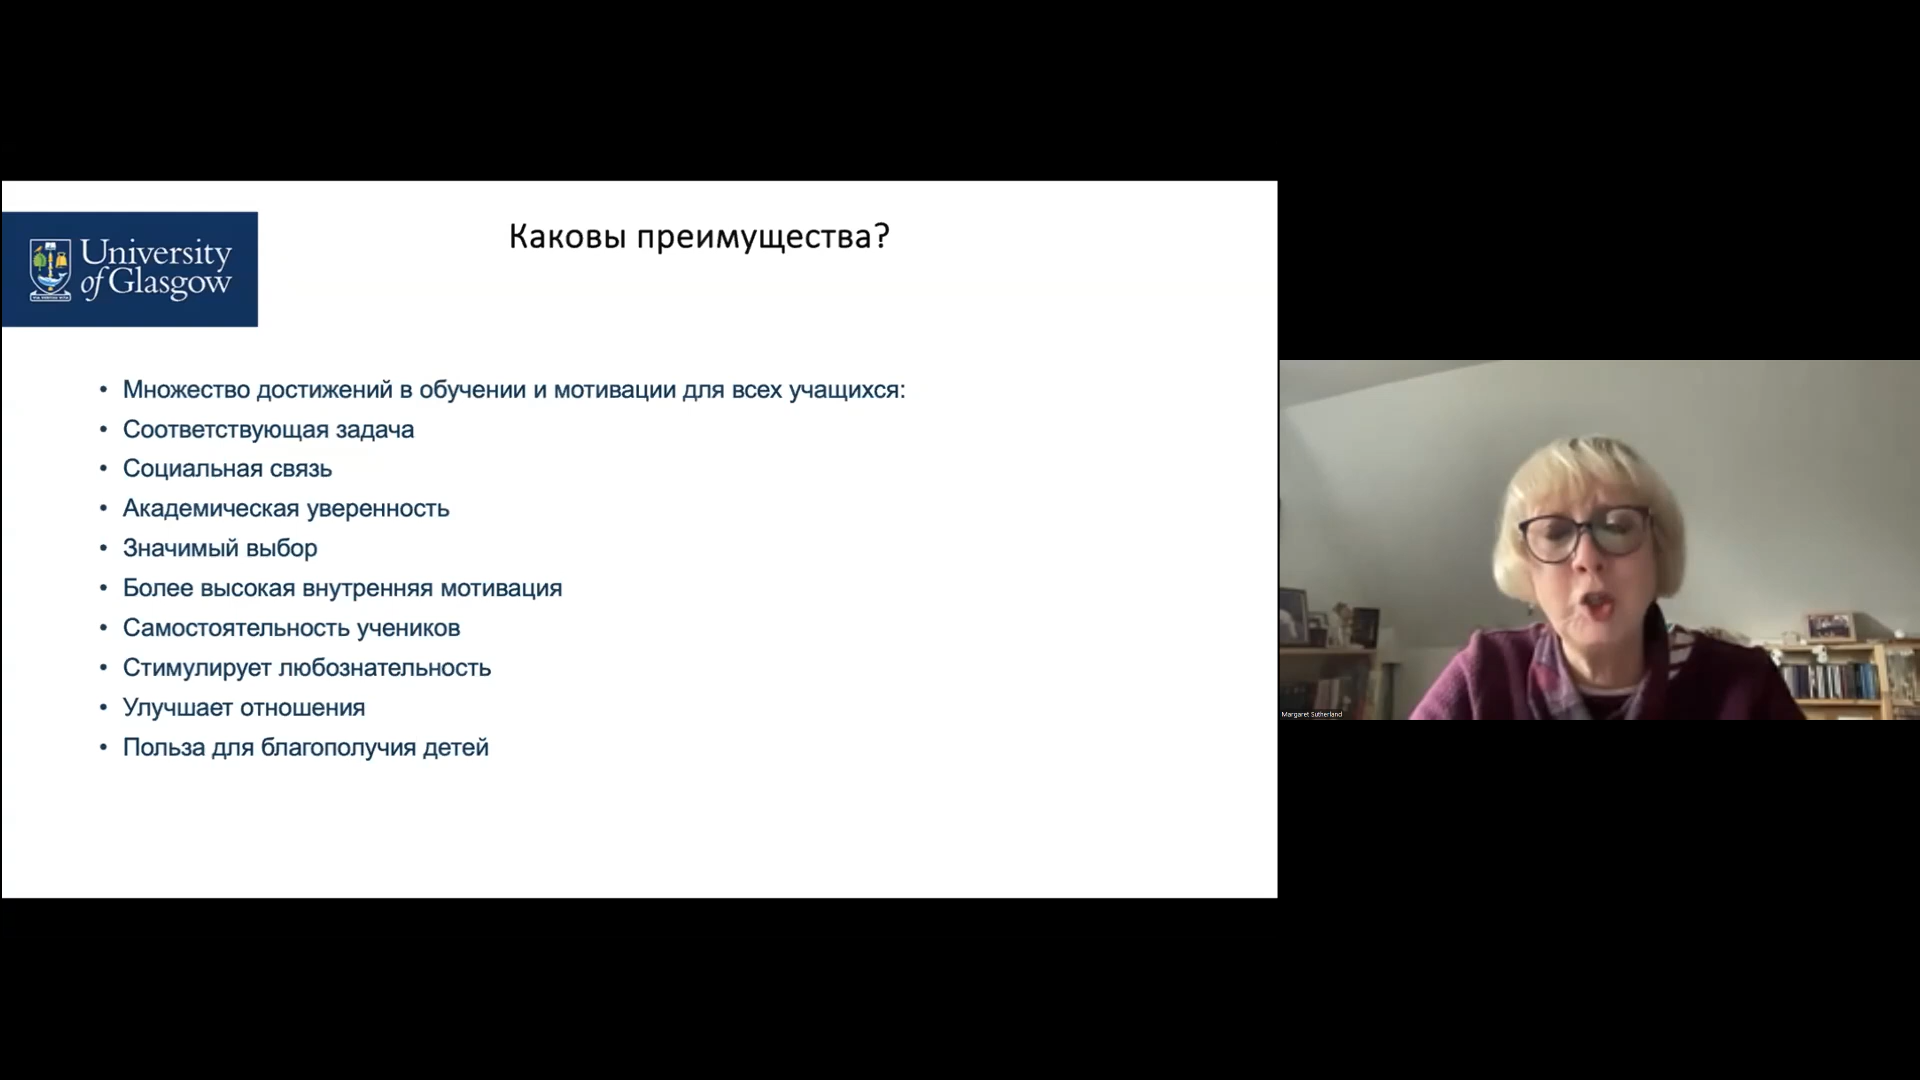 Каковы преимущества?
University
of Glasgow
• Множество достижений в обучении и мотивации для всех учащихся:
• Соответствующая задача
• Социальная связь
• Академическая уверенность
• Значимый выбор
• Более высокая внутренняя мотивация
• Самостоятельность учеников
• Стимулирует любознательность
• Улучшает отношения
• Польза для благополучия детей
Margaret Sutherland